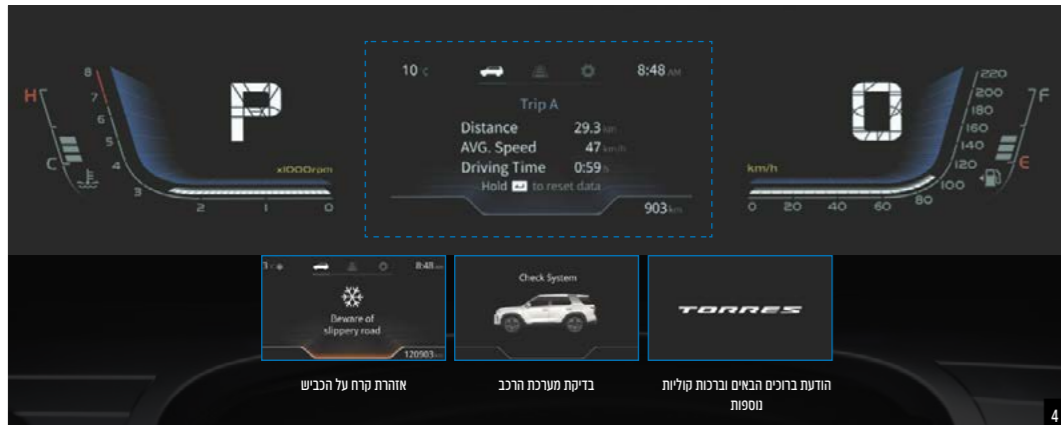 10 °C
8:48 AM
Trip A
Distance 29.3 km
AVG. Speed 47 km/h
Driving Time 0:59 h
Hold to reset data
903 km
H
C
8
7
6
5
4
3
2
1
0
x1000rpm
P
0
km/h
0
20
40
60
80
100
120
140
160
180
200
220
F
E
8:48
Beware of
slippery road
120903
Check System
TORRES
אזהרת קרח על הכביש
בדיקת מערכת הרכב
הודעת ברוכים הבאים וברכות קוליות
נוספות
4